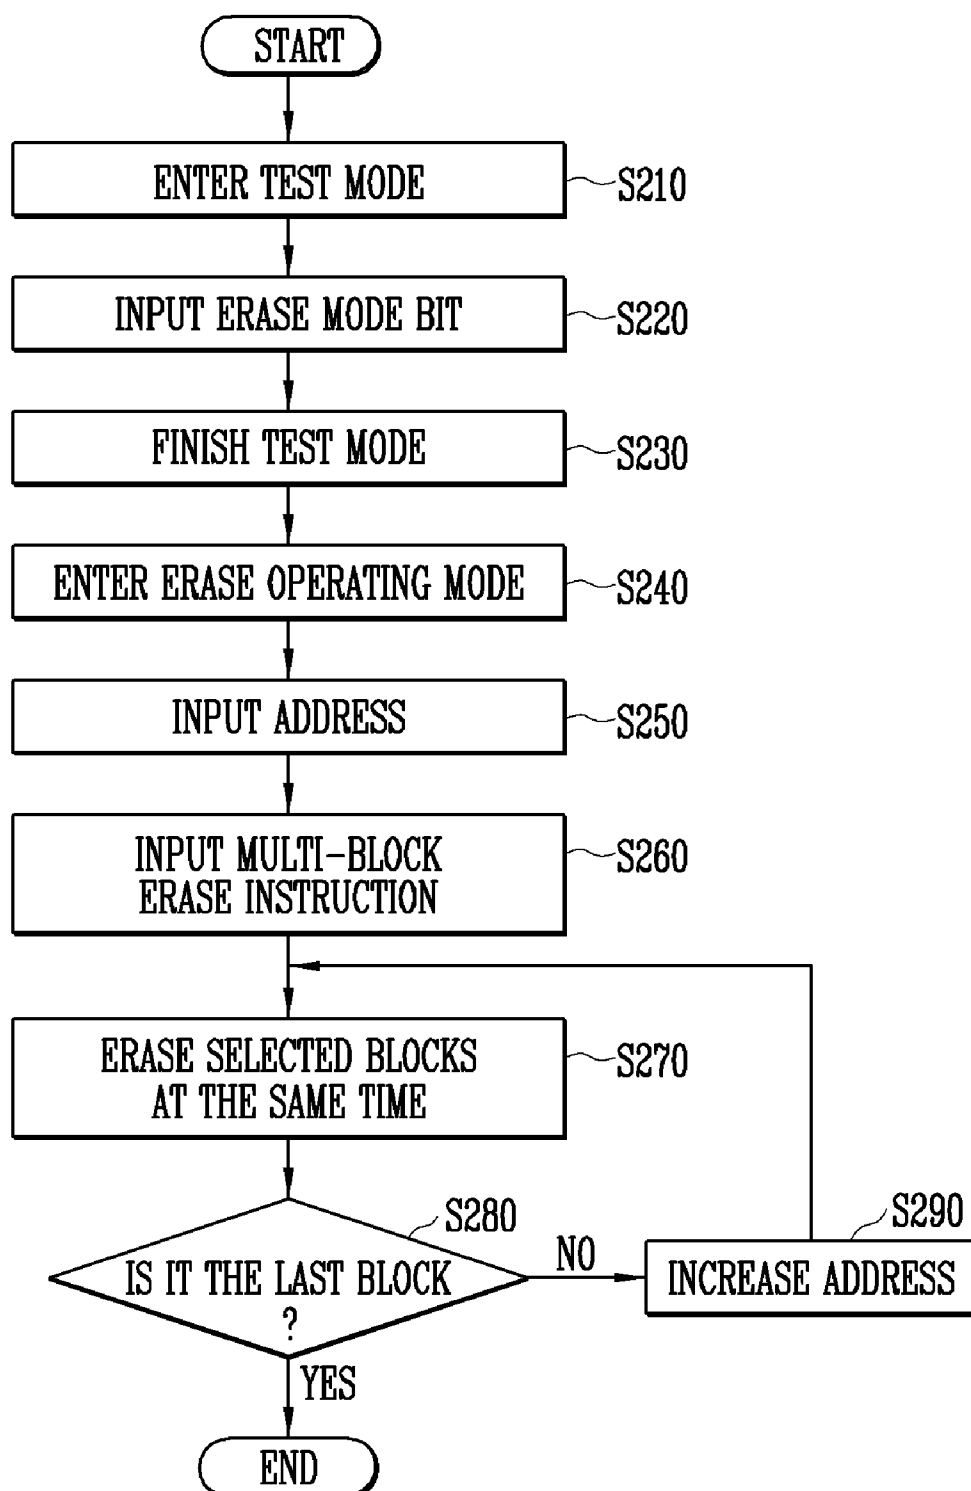 START
ENTER TEST MODE
S210
INPUT ERASE MODE BIT
S220
FINISH TEST MODE
S230
ENTER ERASE OPERATING MODE
S240
INPUT ADDRESS
S250
INPUT MULTI-BLOCK
ERASE INSTRUCTION
S260
ERASE SELECTED BLOCKS
AT THE SAME TIME
S270
IS IT THE LAST BLOCK
?
S280
NO
INCREASE ADDRESS
S290
YES
END